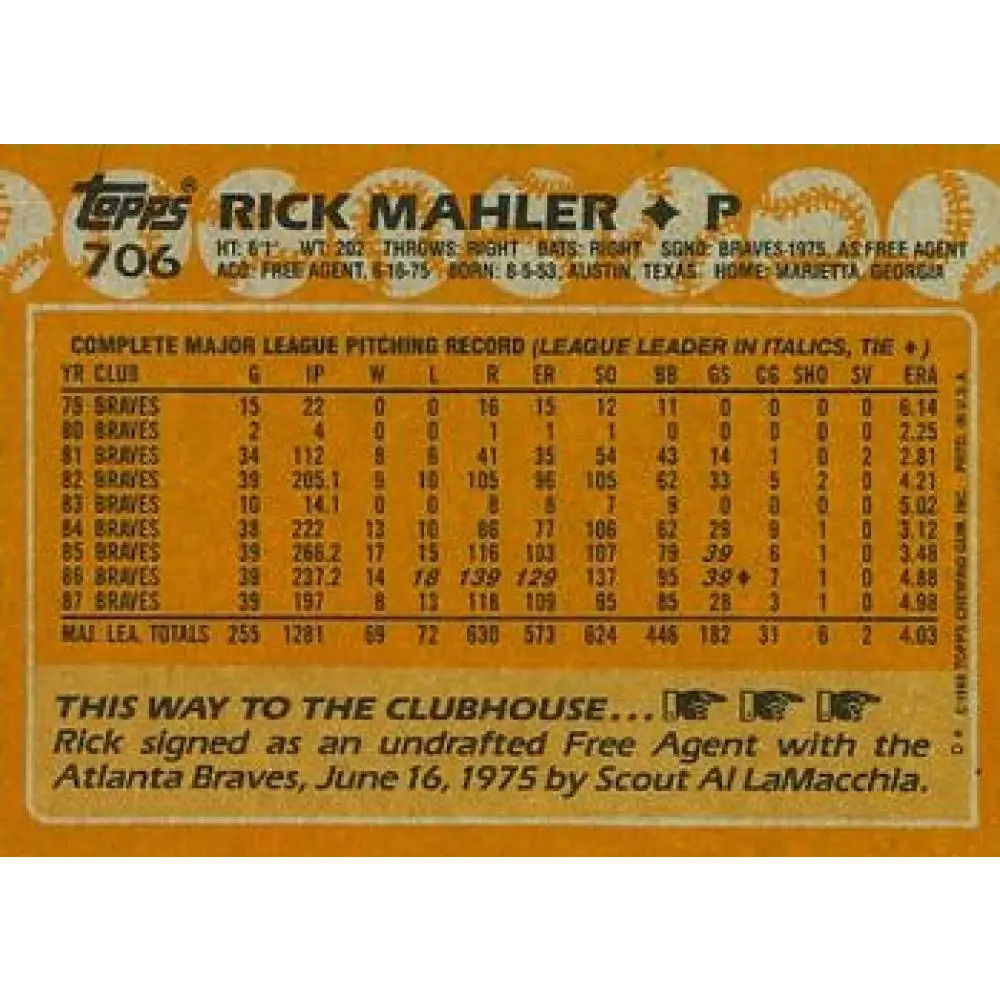 topps® RICK MAHLER ✦ P
706 HT: 6'1" WT: 202 THROWS: RIGHT BATS: RIGHT SGND: BRAVES-1975, AS FREE AGENT
ACQ: FREE AGENT, 6-16-75 BORN: 8-5-53, AUSTIN, TEXAS HOME: MARIETTA, GEORGIA
COMPLETE MAJOR LEAGUE PITCHING RECORD (LEAGUE LEADER IN ITALICS, TIE ♦)
YR CLUB G IP W L R ER SO BB GS CG SHO SV ERA
79 BRAVES 15 22 0 0 16 15 12 11 0 0 0 0 6.14
80 BRAVES 2 4 0 0 1 1 1 0 0 0 0 0 2.25
81 BRAVES 34 112 8 6 41 35 54 43 14 1 0 2 2.81
82 BRAVES 39 205.1 9 10 105 96 105 62 33 5 2 0 4.21
83 BRAVES 10 14.1 0 0 8 8 7 9 0 0 0 0 5.02
84 BRAVES 38 222 13 10 86 77 106 62 29 9 1 0 3.12
85 BRAVES 39 266.2 17 15 116 103 107 79 39 6 1 0 3.48
86 BRAVES 39 237.2 14 18 139 129 137 95 39♦ 7 1 0 4.88
87 BRAVES 39 197 8 13 118 109 95 85 28 3 1 0 4.98
MAJ. LEA. TOTALS 255 1281 69 72 630 573 624 446 182 31 6 2 4.03
THIS WAY TO THE CLUBHOUSE...
Rick signed as an undrafted Free Agent with the
Atlanta Braves, June 16, 1975 by Scout Al LaMacchia.
©1988 TOPPS CHEWING GUM, INC. PRTD. IN U.S.A.